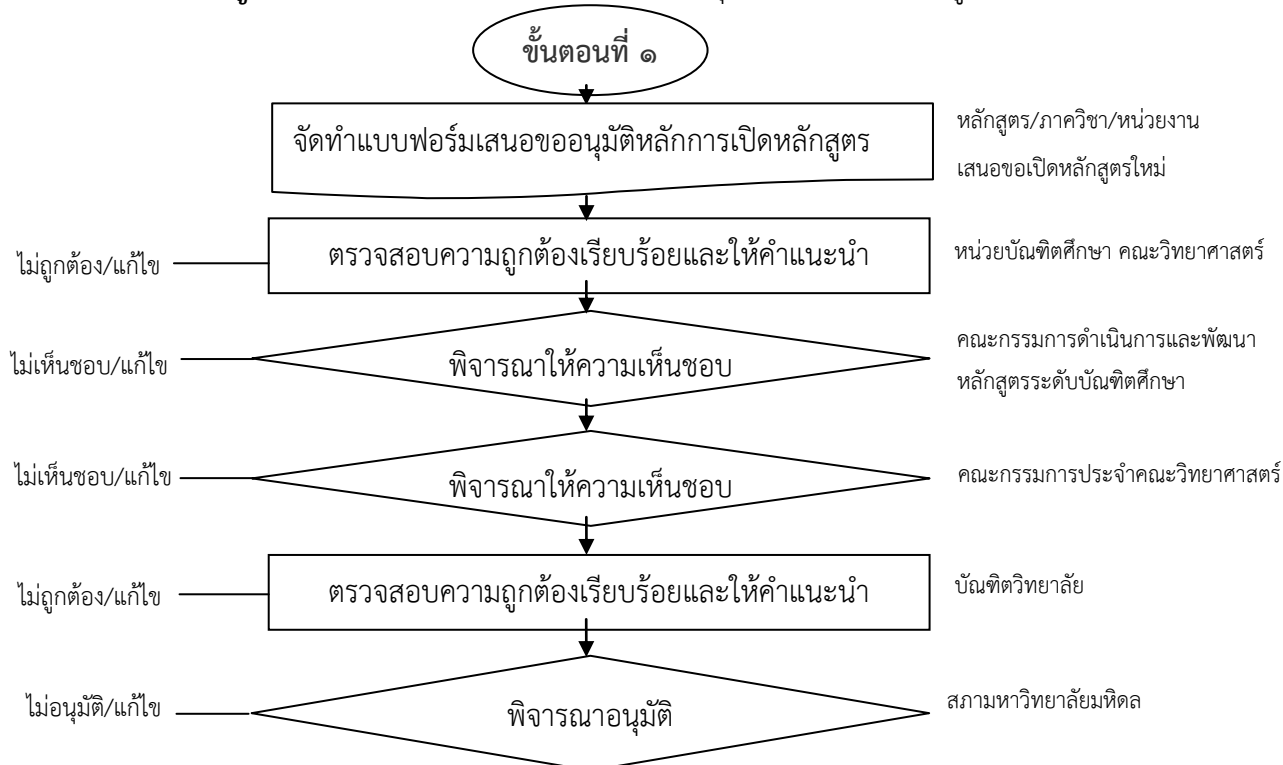 ขั้นตอนที่ ๑
จัดทำแบบฟอร์มเสนอขออนุมัติหลักการเปิดหลักสูตร
หลักสูตร/ภาควิชา/หน่วยงาน
เสนอขอเปิดหลักสูตรใหม่
ไม่ถูกต้อง/แก้ไข
ตรวจสอบความถูกต้องเรียบร้อยและให้คำแนะนำ
หน่วยบัณฑิตศึกษา คณะวิทยาศาสตร์
ไม่เห็นชอบ/แก้ไข
พิจารณาให้ความเห็นชอบ
คณะกรรมการดำเนินการและพัฒนา
หลักสูตรระดับบัณฑิตศึกษา
ไม่เห็นชอบ/แก้ไข
พิจารณาให้ความเห็นชอบ
คณะกรรมการประจำคณะวิทยาศาสตร์
ไม่ถูกต้อง/แก้ไข
ตรวจสอบความถูกต้องเรียบร้อยและให้คำแนะนำ
บัณฑิตวิทยาลัย
ไม่อนุมัติ/แก้ไข
พิจารณาอนุมัติ
สภามหาวิทยาลัยมหิดล